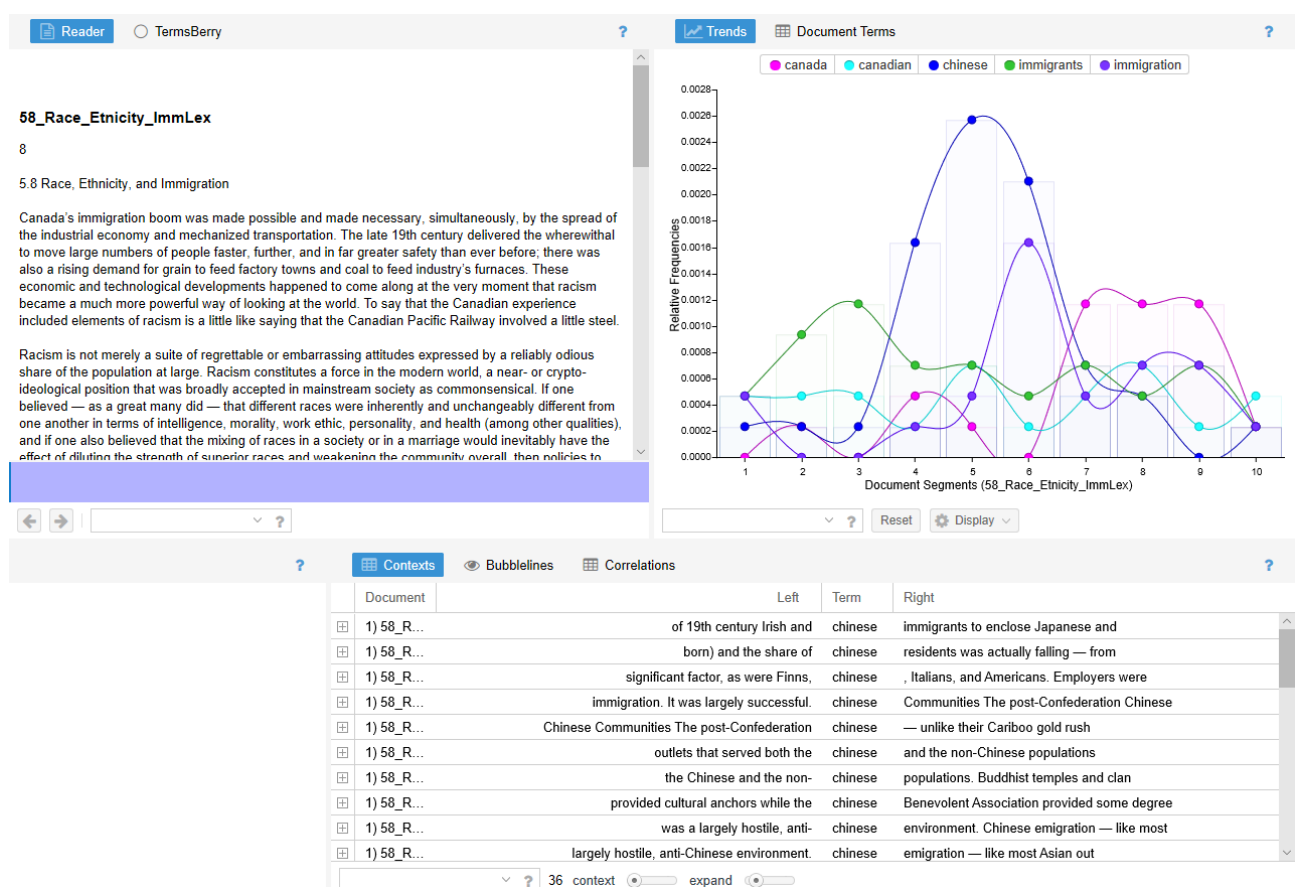 Reader
TermsBerry
?
58_Race_Etnicity_ImmLex
8
5.8 Race, Ethnicity, and Immigration
Canada's immigration boom was made possible and made necessary, simultaneously, by the spread of
the industrial economy and mechanized transportation. The late 19th century delivered the wherewithal
to move large numbers of people faster, further, and in far greater safety than ever before; there was
also a rising demand for grain to feed factory towns and coal to feed industry's furnaces. These
economic and technological developments happened to come along at the very moment that racism
became a much more powerful way of looking at the world. To say that the Canadian experience
included elements of racism is a little like saying that the Canadian Pacific Railway involved a little steel.
Racism is not merely a suite of regrettable or embarrassing attitudes expressed by a reliably odious
share of the population at large. Racism constitutes a force in the modern world, a near- or crypto-
ideological position that was broadly accepted in mainstream society as commonsensical. If one
believed — as a great many did — that different races were inherently and unchangeably different from
one another in terms of intelligence, morality, work ethic, personality, and health (among other qualities),
and if one also believed that the mixing of races in a society or in a marriage would inevitably have the
effect of diluting the strength of superior races and weakening the community overall, then policies to
?
Trends
Document Terms
?
canada canadian chinese immigrants immigration
0.0028
0.0026
0.0024
0.0022
0.0020
0.0018
0.0016
0.0014
0.0012
0.0010
0.0008
0.0006
0.0004
0.0002
0.0000
Relative Frequencies
1 2 3 4 5 6 7 8 9 10
Document Segments (58_Race_Etnicity_ImmLex)
? Reset Display
?
Contexts
Bubblelines
Correlations
?
Document Left Term Right
1) 58_R... of 19th century Irish and chinese immigrants to enclose Japanese and
1) 58_R... born) and the share of chinese residents was actually falling — from
1) 58_R... significant factor, as were Finns, chinese , Italians, and Americans. Employers were
1) 58_R... immigration. It was largely successful. chinese Communities The post-Confederation Chinese
1) 58_R... Chinese Communities The post-Confederation chinese — unlike their Cariboo gold rush
1) 58_R... outlets that served both the chinese and the non-Chinese populations
1) 58_R... the Chinese and the non- chinese populations. Buddhist temples and clan
1) 58_R... provided cultural anchors while the chinese Benevolent Association provided some degree
1) 58_R... was a largely hostile, anti- chinese environment. Chinese emigration — like most
1) 58_R... largely hostile, anti-Chinese environment. chinese emigration — like most Asian out
? 36 context expand